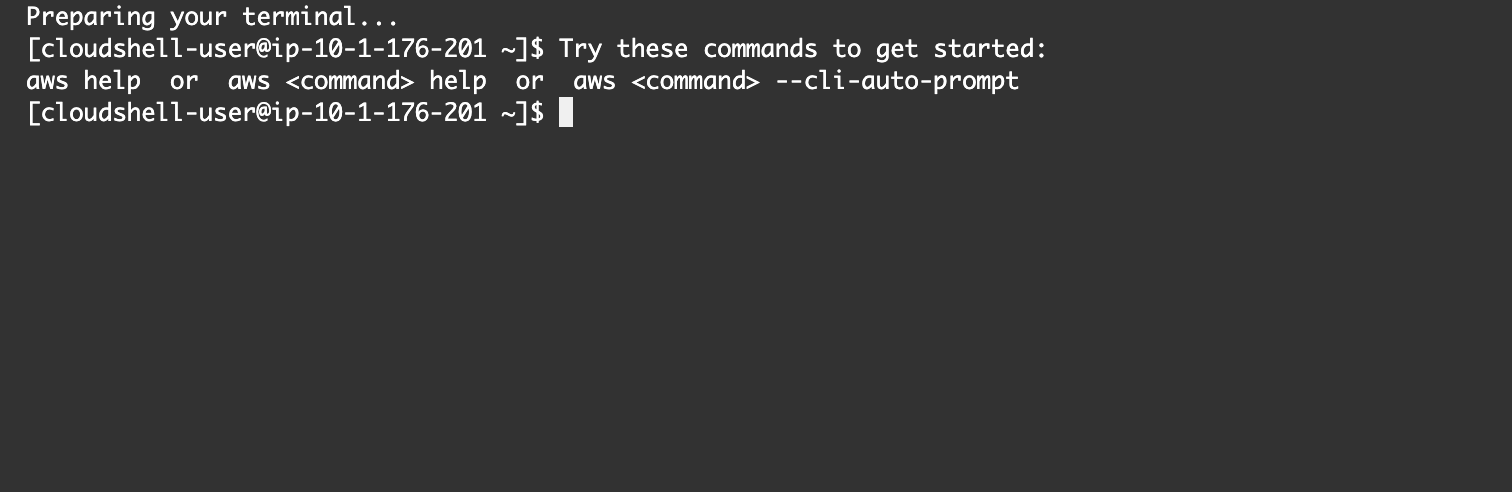 Preparing your terminal...
[cloudshell-user@ip-10-1-176-201 ~]$ Try these commands to get started:
aws help  or  aws <command> help  or  aws <command> --cli-auto-prompt
[cloudshell-user@ip-10-1-176-201 ~]$